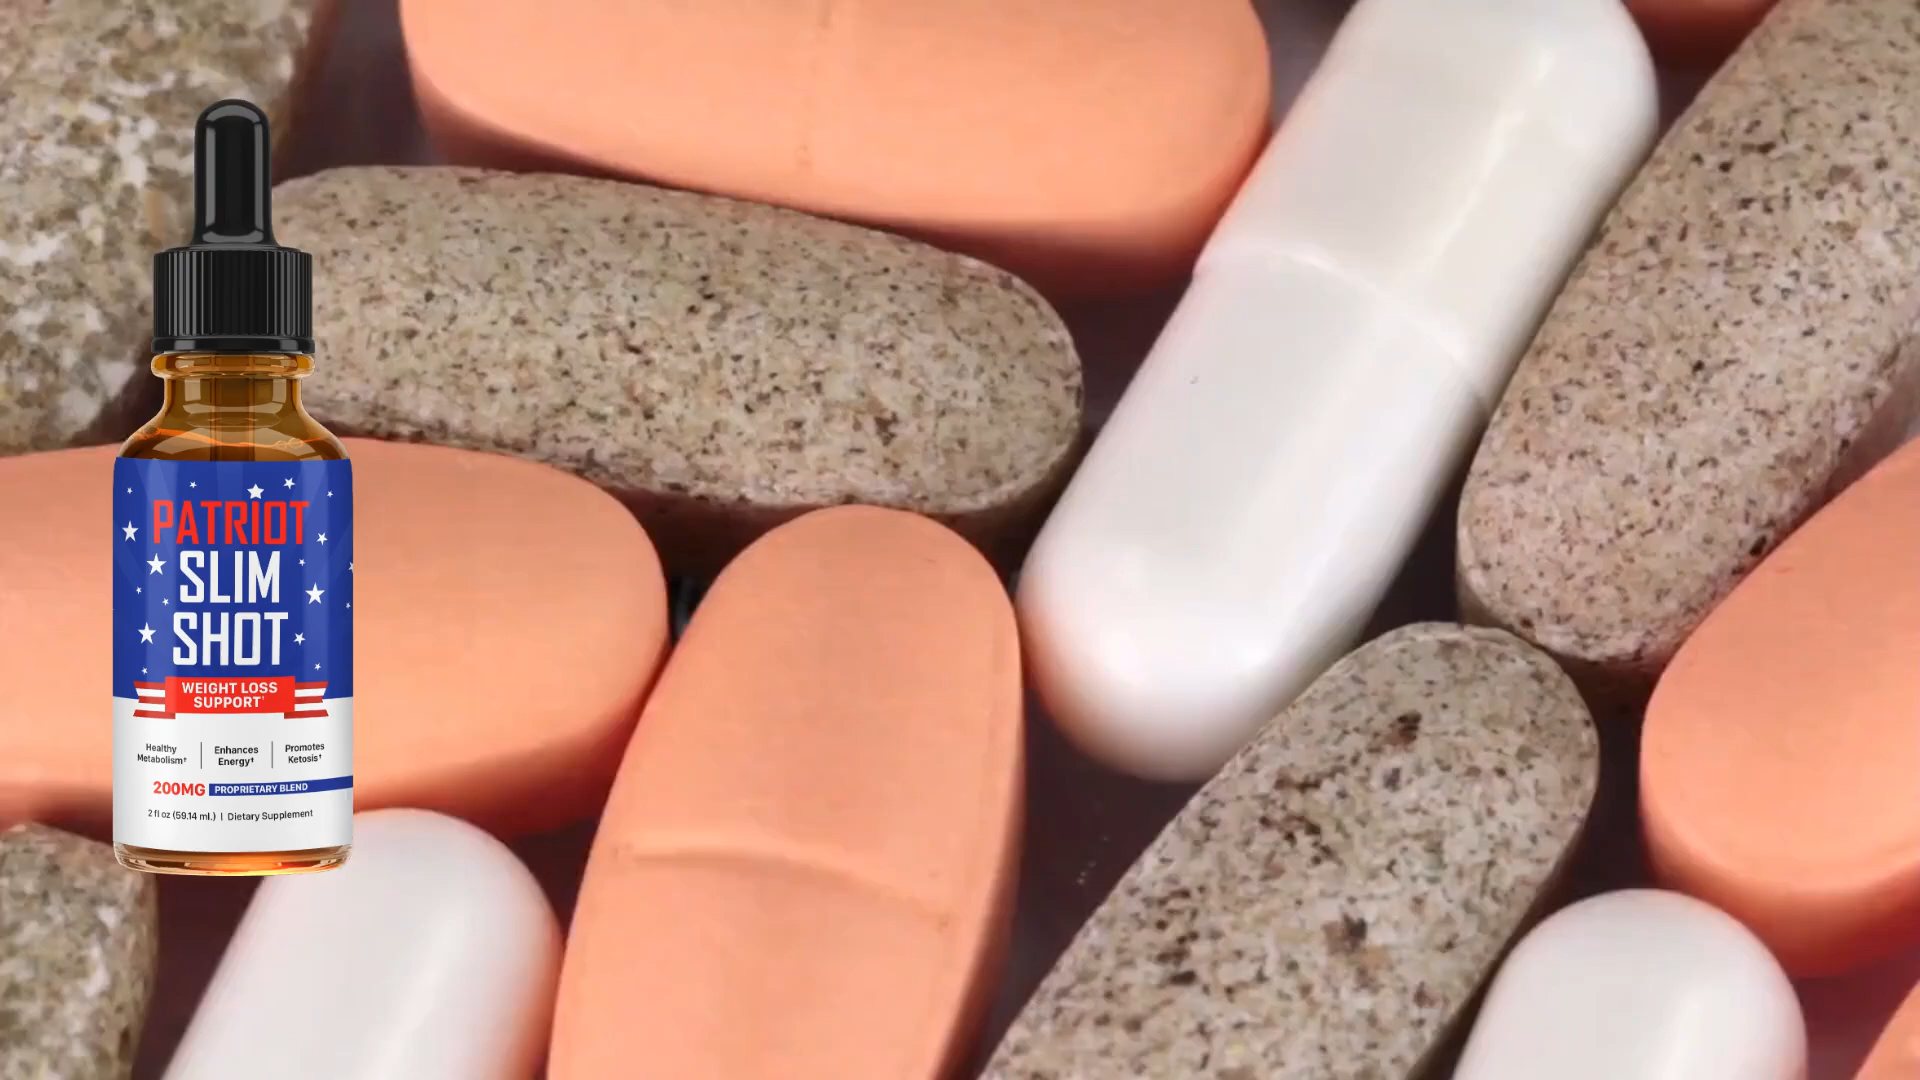 PATRIOT
SLIM
SHOT
WEIGHT LOSS
SUPPORT†
Healthy
Metabolism†
Enhances
Energy†
Promotes
Ketosis†
200MG PROPRIETARY BLEND
2 fl oz (59.14 ml.) | Dietary Supplement